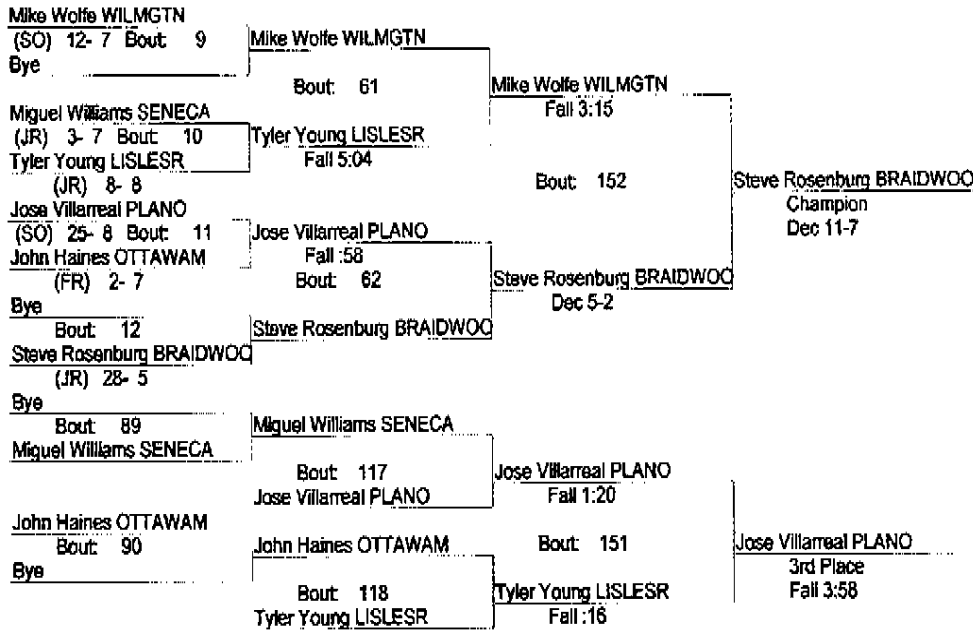 Mike Wolfe WILMGTN
(SO) 12- 7 Bout: 9
Bye
Mike Wolfe WILMGTN
Bout: 61
Miguel Williams SENECA
(JR) 3- 7 Bout: 10
Tyler Young LISLESR
(JR) 8- 8
Tyler Young LISLESR
Fall 5:04
Mike Wolfe WILMGTN
Fall 3:15
Bout: 152
Jose Villarreal PLANO
(SO) 25- 8 Bout: 11
John Haines OTTAWAM
(FR) 2- 7
Jose Villarreal PLANO
Fall :58
Bout: 62
Bye
Bout: 12
Steve Rosenburg BRAIDWOO
(JR) 28- 5
Steve Rosenburg BRAIDWOO
Steve Rosenburg BRAIDWOO
Dec 5-2
Steve Rosenburg BRAIDWOO
Champion
Dec 11-7
Bye
Bout: 89
Miguel Williams SENECA
Miguel Williams SENECA
Bout: 117
Jose Villarreal PLANO
Jose Villarreal PLANO
Fall 1:20
Bout: 151
John Haines OTTAWAM
Bout: 90
Bye
John Haines OTTAWAM
Bout: 118
Tyler Young LISLESR
Tyler Young LISLESR
Fall :16
Jose Villarreal PLANO
3rd Place
Fall 3:58